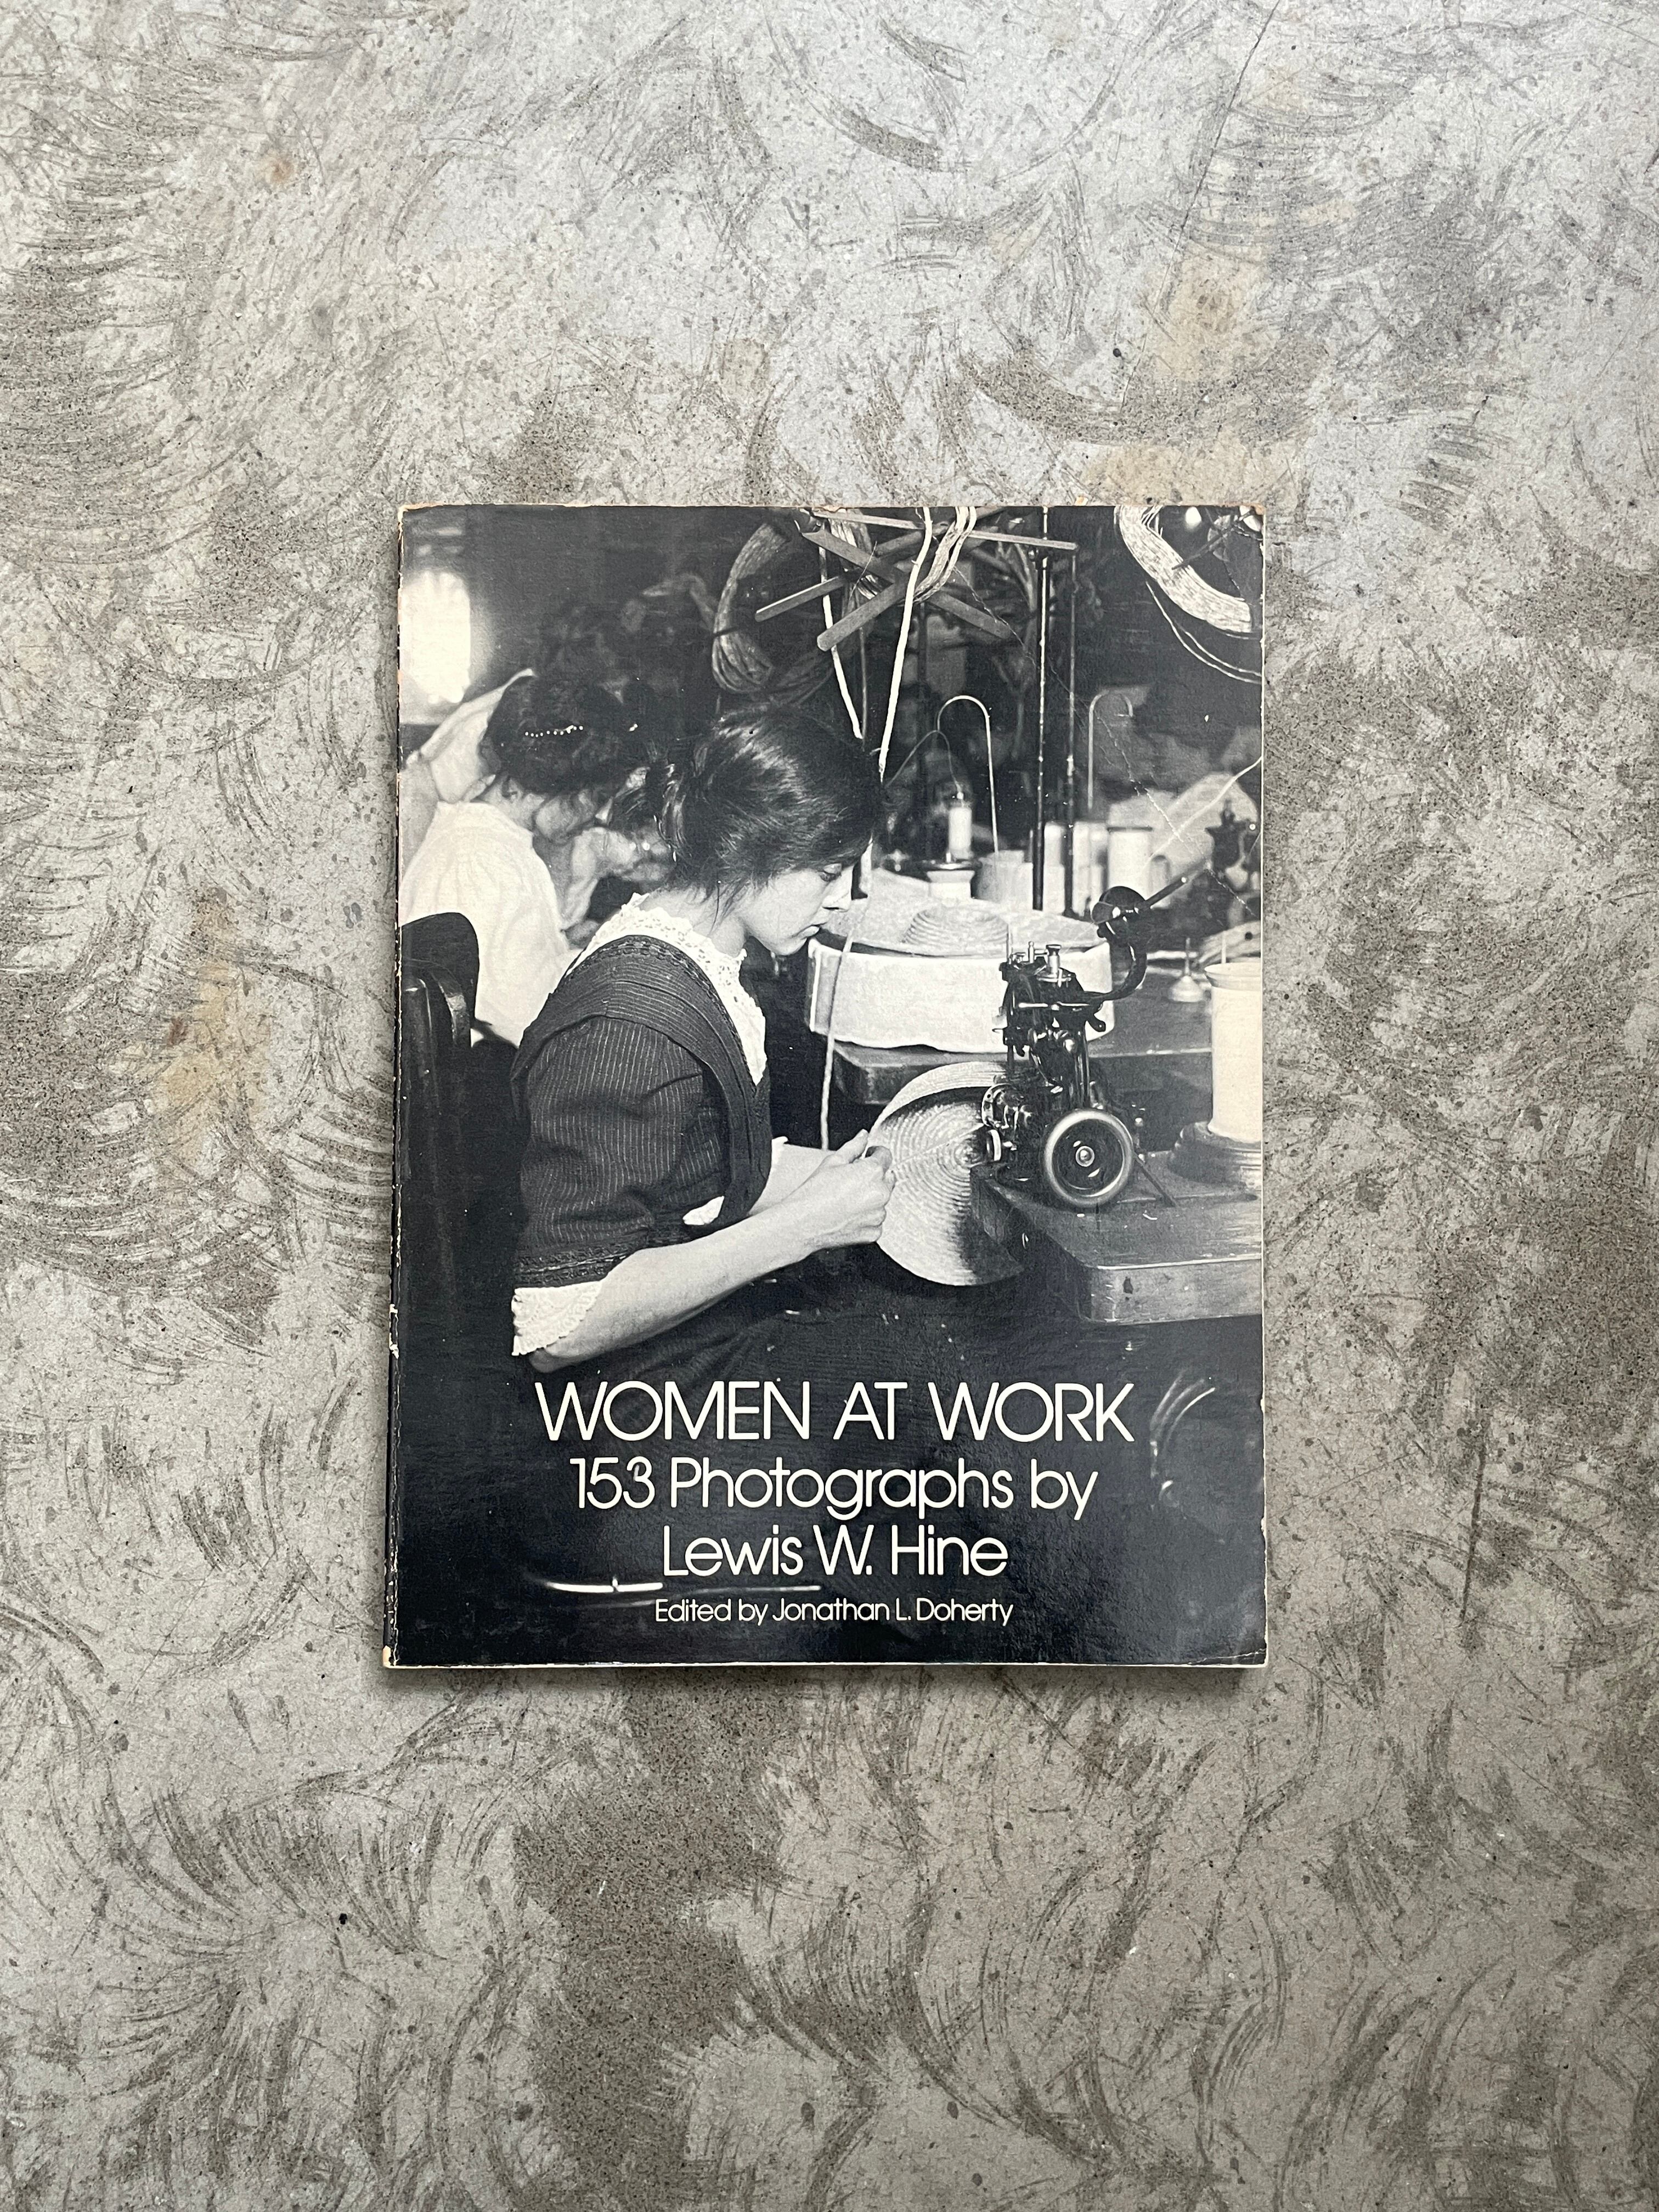 WOMEN AT WORK
153 Photographs by
Lewis W. Hine
Edited by Jonathan L. Doherty